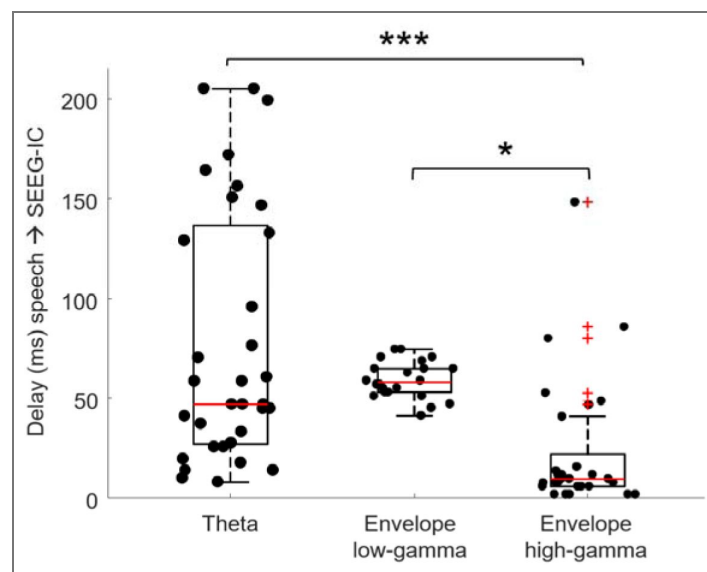 ***
*
200
150
100
50
0
Delay (ms) speech → SEEG-IC
Theta
Envelope
low-gamma
Envelope
high-gamma